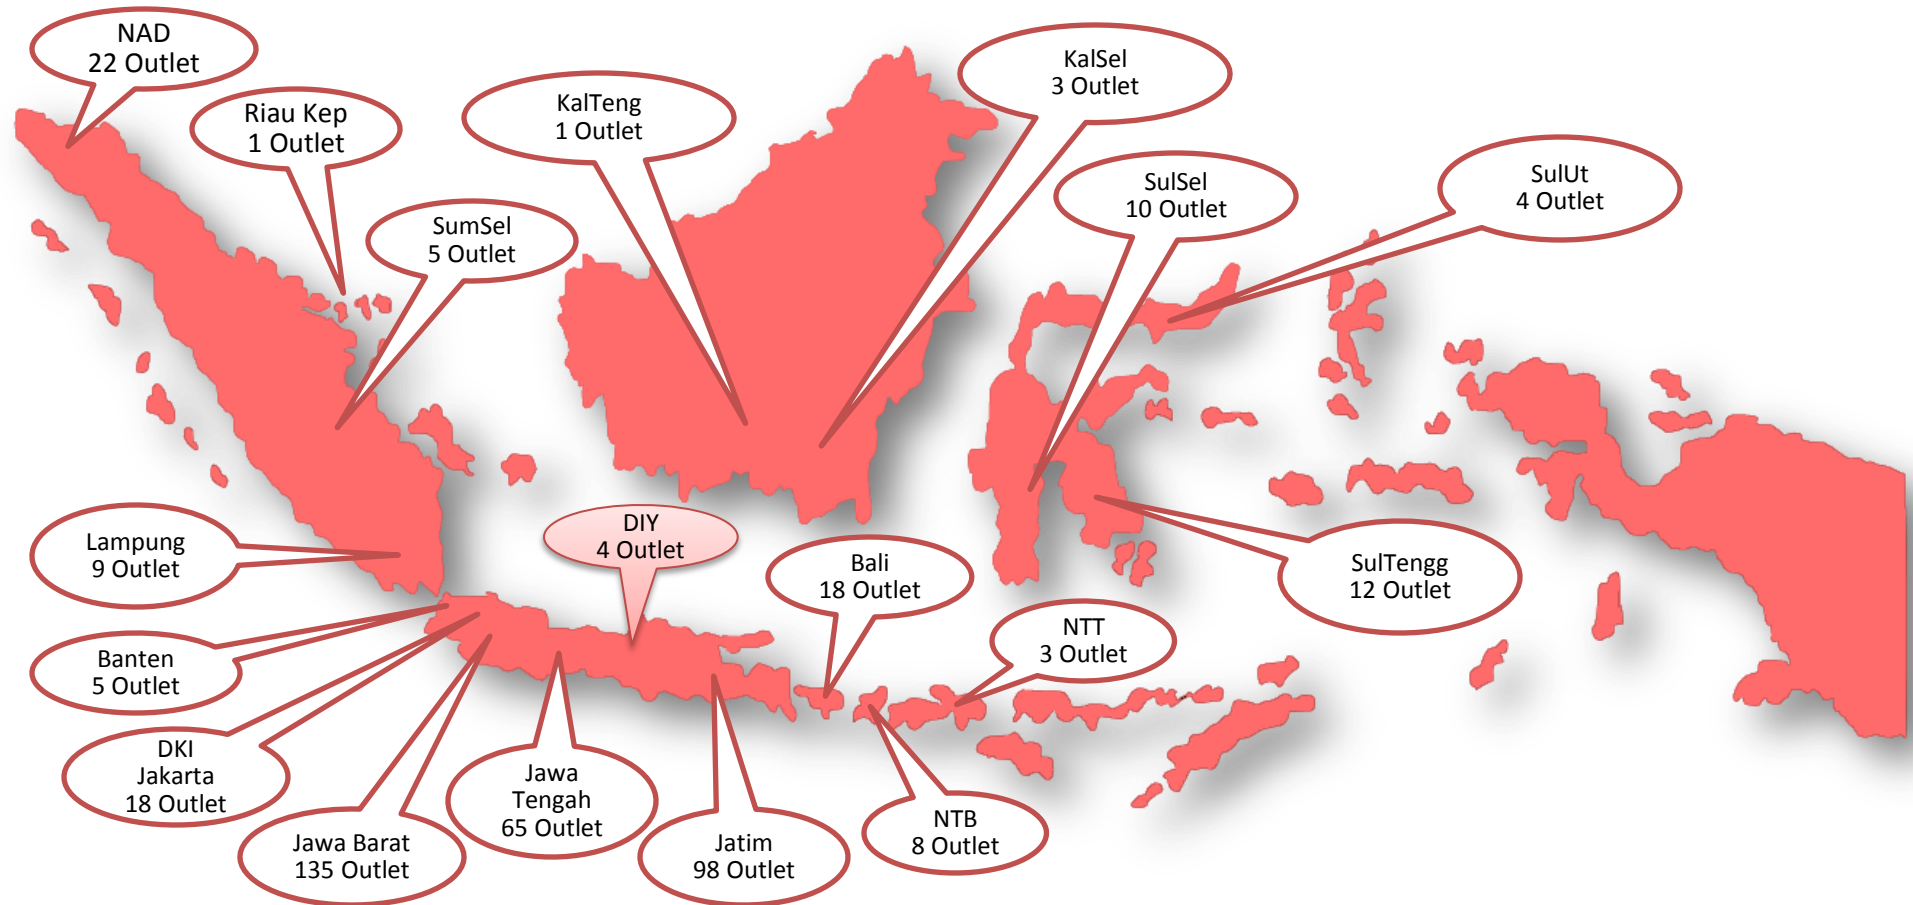 NAD
22 Outlet
Riau Kep
1 Outlet
KalTeng
1 Outlet
KalSel
3 Outlet
SumSel
5 Outlet
SulSel
10 Outlet
SulUt
4 Outlet
Lampung
9 Outlet
DIY
4 Outlet
Bali
18 Outlet
SulTengg
12 Outlet
Banten
5 Outlet
NTT
3 Outlet
DKI
Jakarta
18 Outlet
Jawa
Tengah
65 Outlet
Jawa Barat
135 Outlet
Jatim
98 Outlet
NTB
8 Outlet